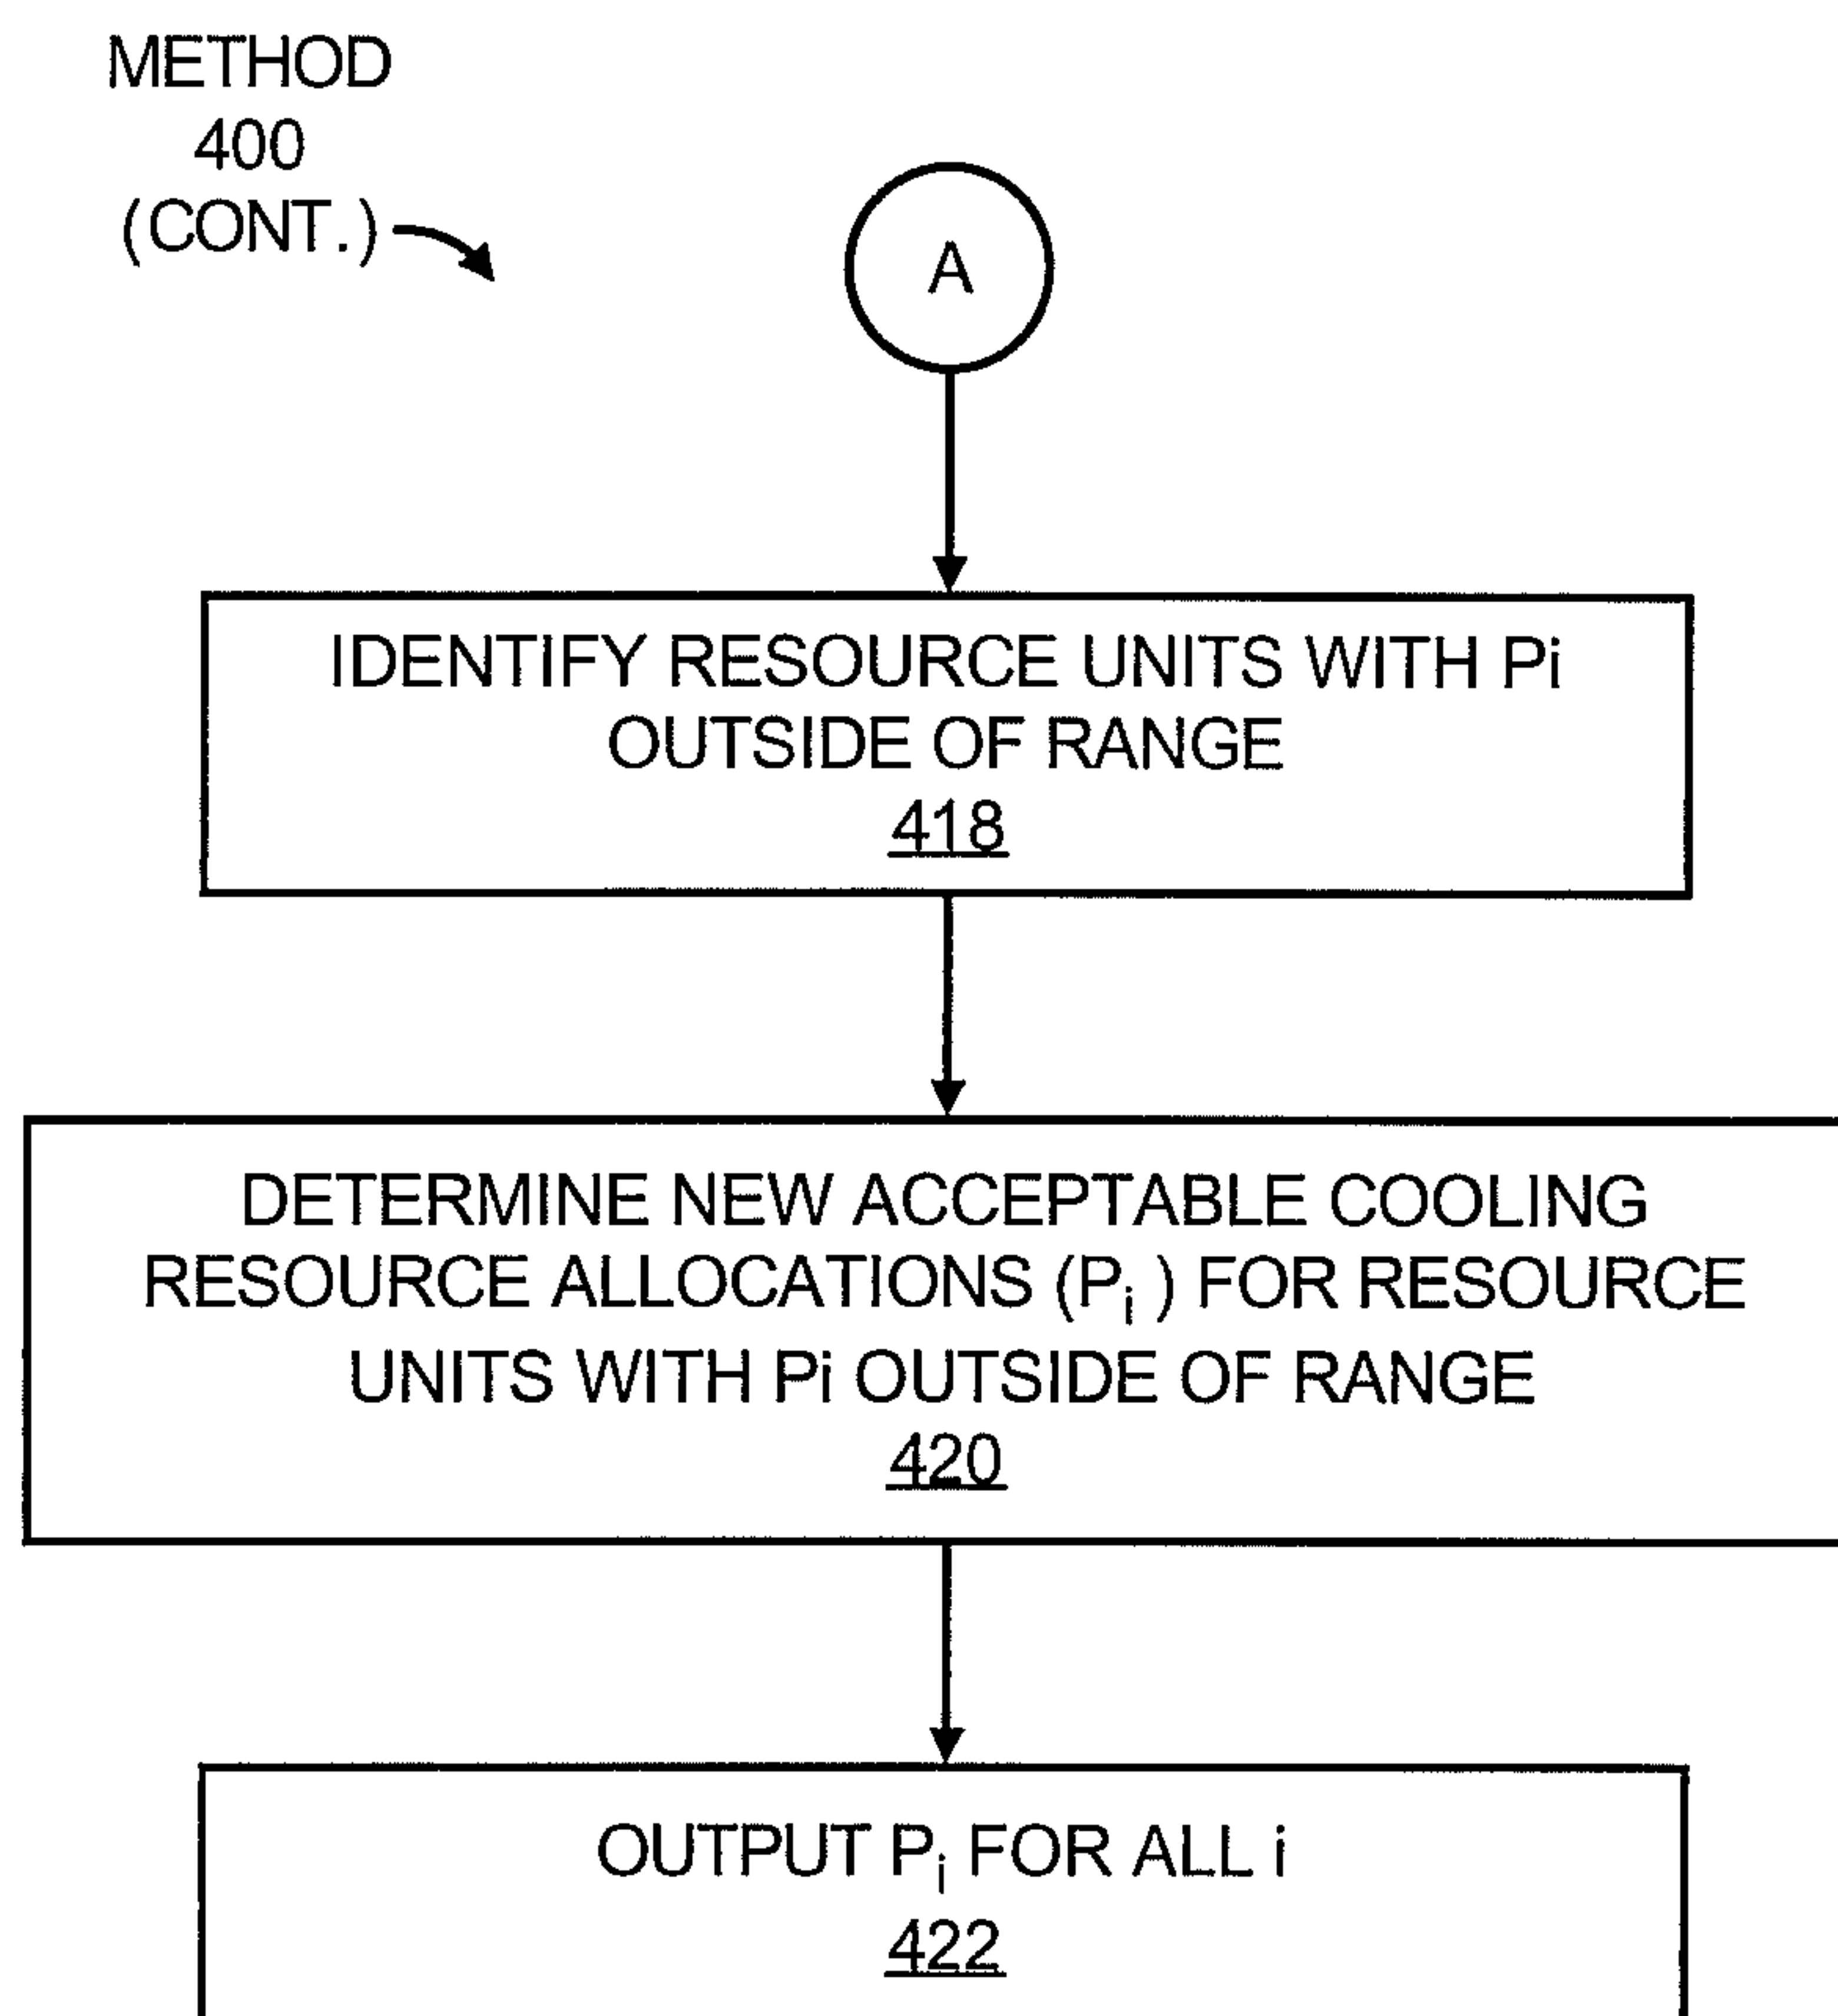 METHOD
400
(CONT.)
A
IDENTIFY RESOURCE UNITS WITH Pi
OUTSIDE OF RANGE
418
DETERMINE NEW ACCEPTABLE COOLING
RESOURCE ALLOCATIONS (Pi) FOR RESOURCE
UNITS WITH Pi OUTSIDE OF RANGE
420
OUTPUT Pi FOR ALL i
422